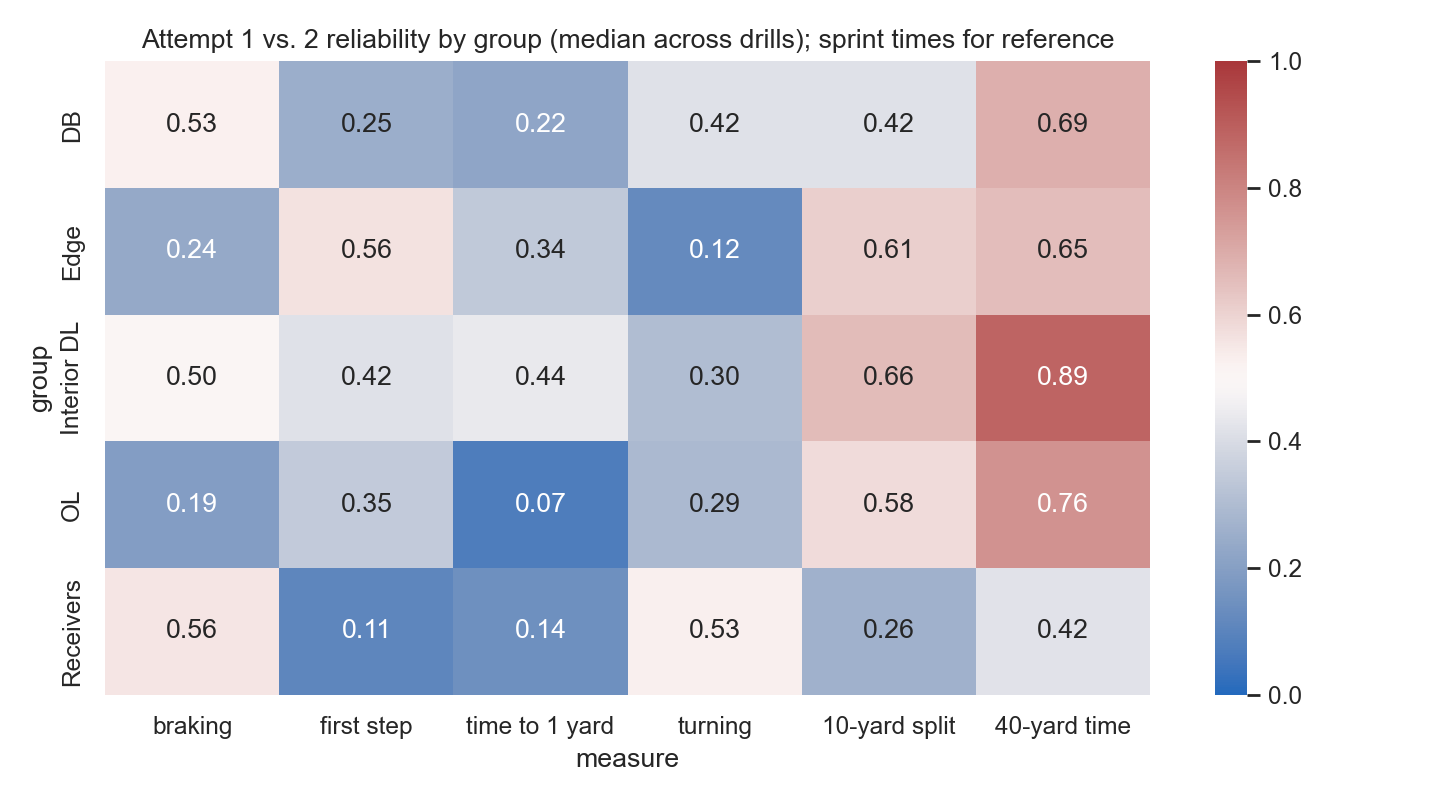 Attempt 1 vs. 2 reliability by group (median across drills); sprint times for reference
group
DB 0.53 0.25 0.22 0.42 0.42 0.69
Edge 0.24 0.56 0.34 0.12 0.61 0.65
Interior DL 0.50 0.42 0.44 0.30 0.66 0.89
OL 0.19 0.35 0.07 0.29 0.58 0.76
Receivers 0.56 0.11 0.14 0.53 0.26 0.42
braking first step time to 1 yard turning 10-yard split 40-yard time
measure
1.0
0.8
0.6
0.4
0.2
0.0